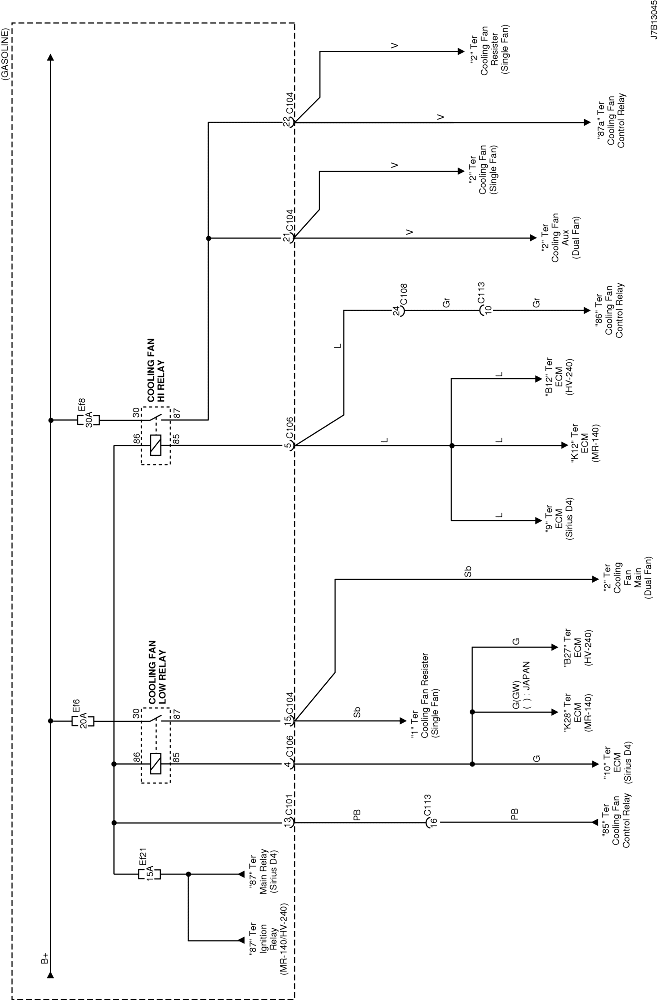 J7B13045
(GASOLINE)
B+
Ef8
30A
COOLING FAN
HI RELAY
30
87
86
85
22
C104
V
"2" Ter
Cooling Fan
Resister
(Single Fan)
V
"87a" Ter
Cooling Fan
Control Relay
21
C104
V
"2" Ter
Cooling Fan
(Single Fan)
V
"2" Ter
Cooling Fan
Aux
(Dual Fan)
5
C106
L
24
C108
Gr
10
C113
Gr
"86" Ter
Cooling Fan
Control Relay
L
L
"B12" Ter
ECM
(HV-240)
L
"K12" Ter
ECM
(MR-140)
L
"9" Ter
ECM
(Sirius D4)
Ef6
20A
COOLING FAN
LOW RELAY
30
87
86
85
15
C104
Sb
"2" Ter
Cooling
Fan
Main
(Dual Fan)
Sb
"1" Ter
Cooling Fan Resister
(Single Fan)
4
C106
G
"B27" Ter
ECM
(HV-240)
G(GW)
( ) : JAPAN
"K28" Ter
ECM
(MR-140)
G
"10" Ter
ECM
(Sirius D4)
13
C101
PB
16
C113
PB
"85" Ter
Cooling Fan
Control Relay
Ef21
15A
"87" Ter
Main Relay
(Sirius D4)
"87" Ter
Ignition
Relay
(MR-140/HV-240)